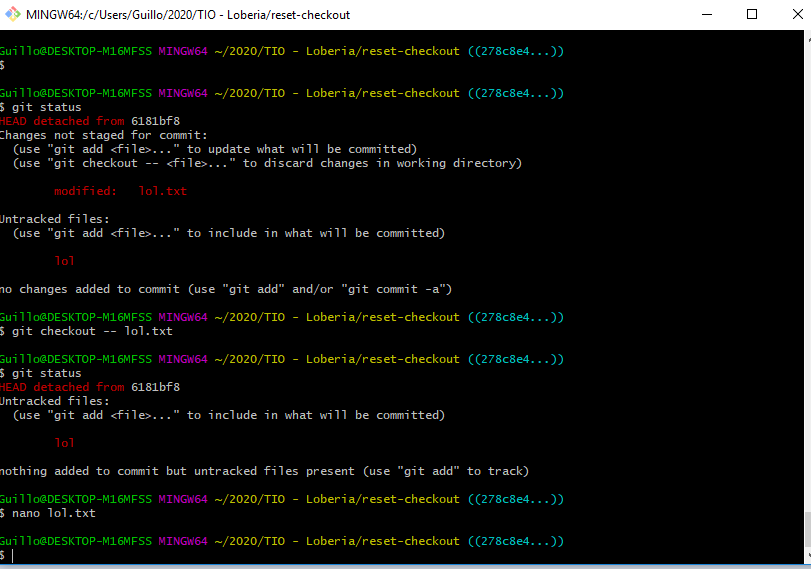 MINGW64:/c/Users/Guillo/2020/TIO - Loberia/reset-checkout
Guillo@DESKTOP-M16MFSS MINGW64 ~/2020/TIO - Loberia/reset-checkout ((278c8e4...))
$
Guillo@DESKTOP-M16MFSS MINGW64 ~/2020/TIO - Loberia/reset-checkout ((278c8e4...))
$ git status
HEAD detached from 6181bf8
Changes not staged for commit:
(use "git add <file>..." to update what will be committed)
(use "git checkout -- <file>..." to discard changes in working directory)
modified:   lol.txt
Untracked files:
(use "git add <file>..." to include in what will be committed)
lol
no changes added to commit (use "git add" and/or "git commit -a")
Guillo@DESKTOP-M16MFSS MINGW64 ~/2020/TIO - Loberia/reset-checkout ((278c8e4...))
$ git checkout -- lol.txt
Guillo@DESKTOP-M16MFSS MINGW64 ~/2020/TIO - Loberia/reset-checkout ((278c8e4...))
$ git status
HEAD detached from 6181bf8
Untracked files:
(use "git add <file>..." to include in what will be committed)
lol
nothing added to commit but untracked files present (use "git add" to track)
Guillo@DESKTOP-M16MFSS MINGW64 ~/2020/TIO - Loberia/reset-checkout ((278c8e4...))
$ nano lol.txt
Guillo@DESKTOP-M16MFSS MINGW64 ~/2020/TIO - Loberia/reset-checkout ((278c8e4...))
$